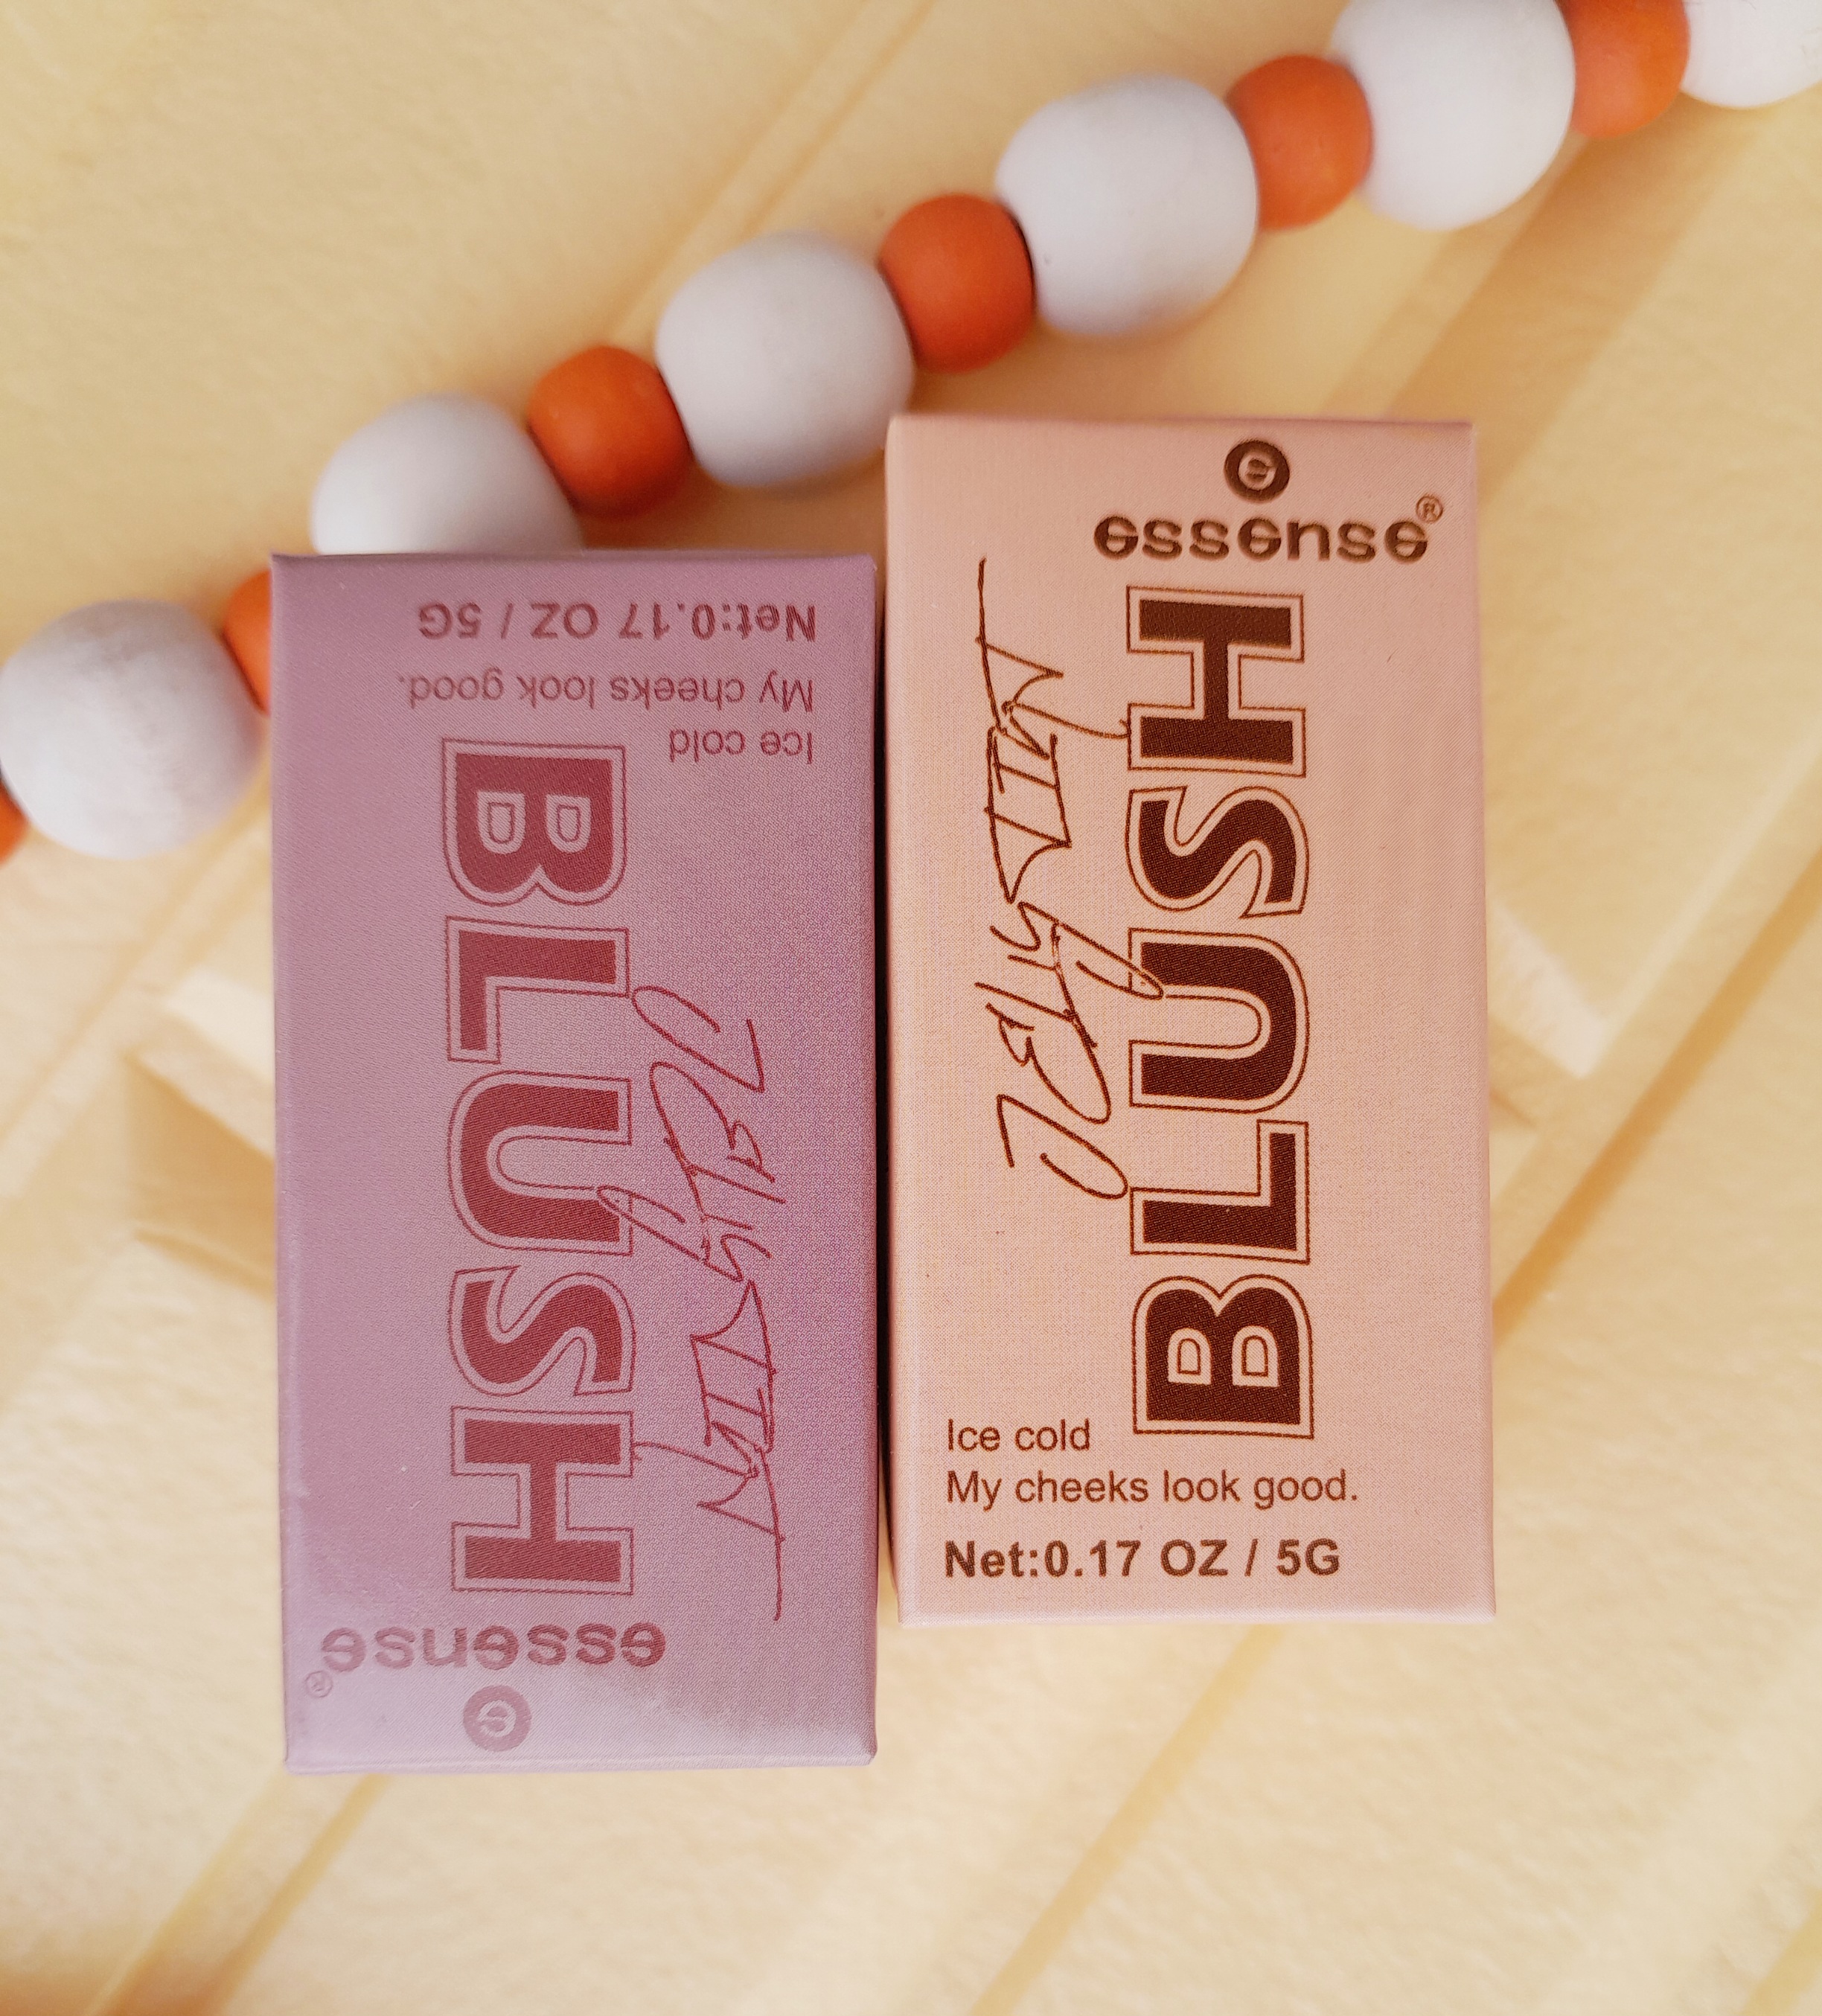 e
essense®
BLUSH
Ice cold
My cheeks look good.
Net:0.17 OZ / 5G
e
essense®
BLUSH
Ice cold
My cheeks look good.
Net:0.17 OZ / 5G